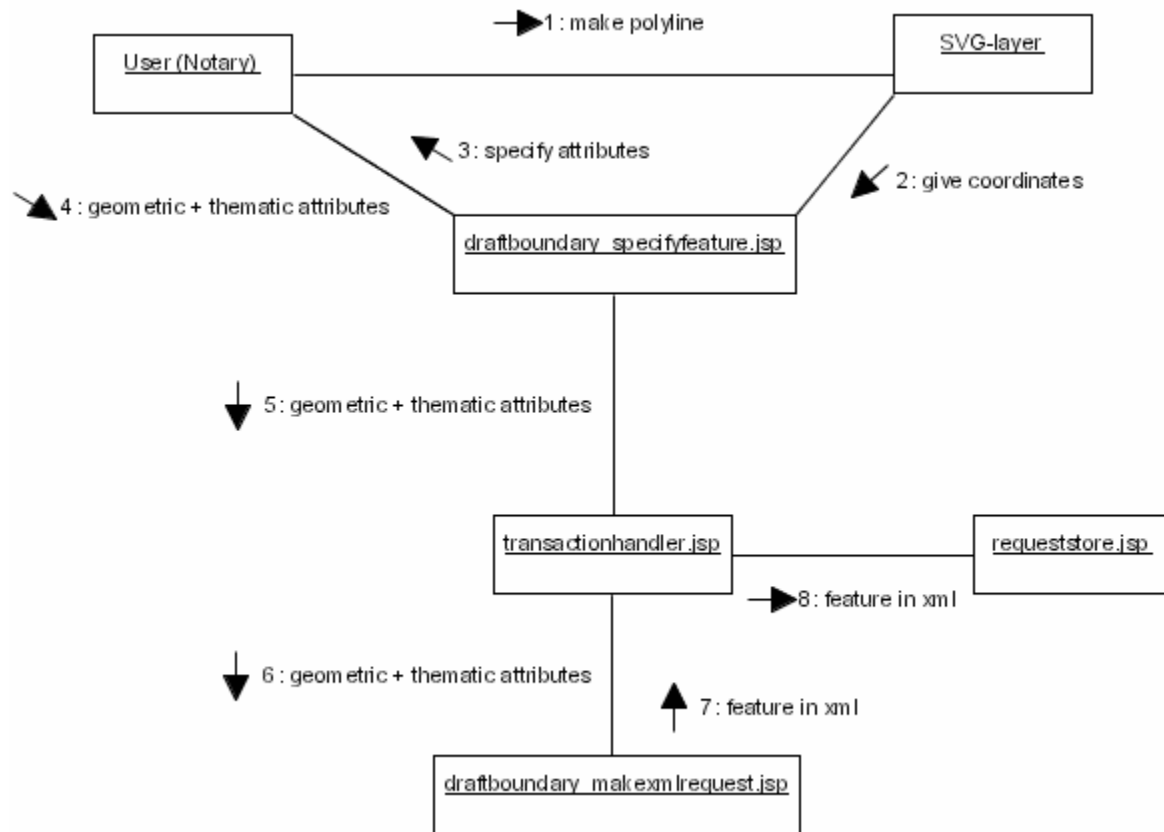 1 : make polyline
User (Notary)
SVG-layer
3 : specify attributes
2 : give coordinates
4 : geometric + thematic attributes
draftboundary_specifyfeature.jsp
5 : geometric + thematic attributes
transactionhandler.jsp
requeststore.jsp
8 : feature in xml
6 : geometric + thematic attributes
7 : feature in xml
draftboundary_makexmlrequest.jsp